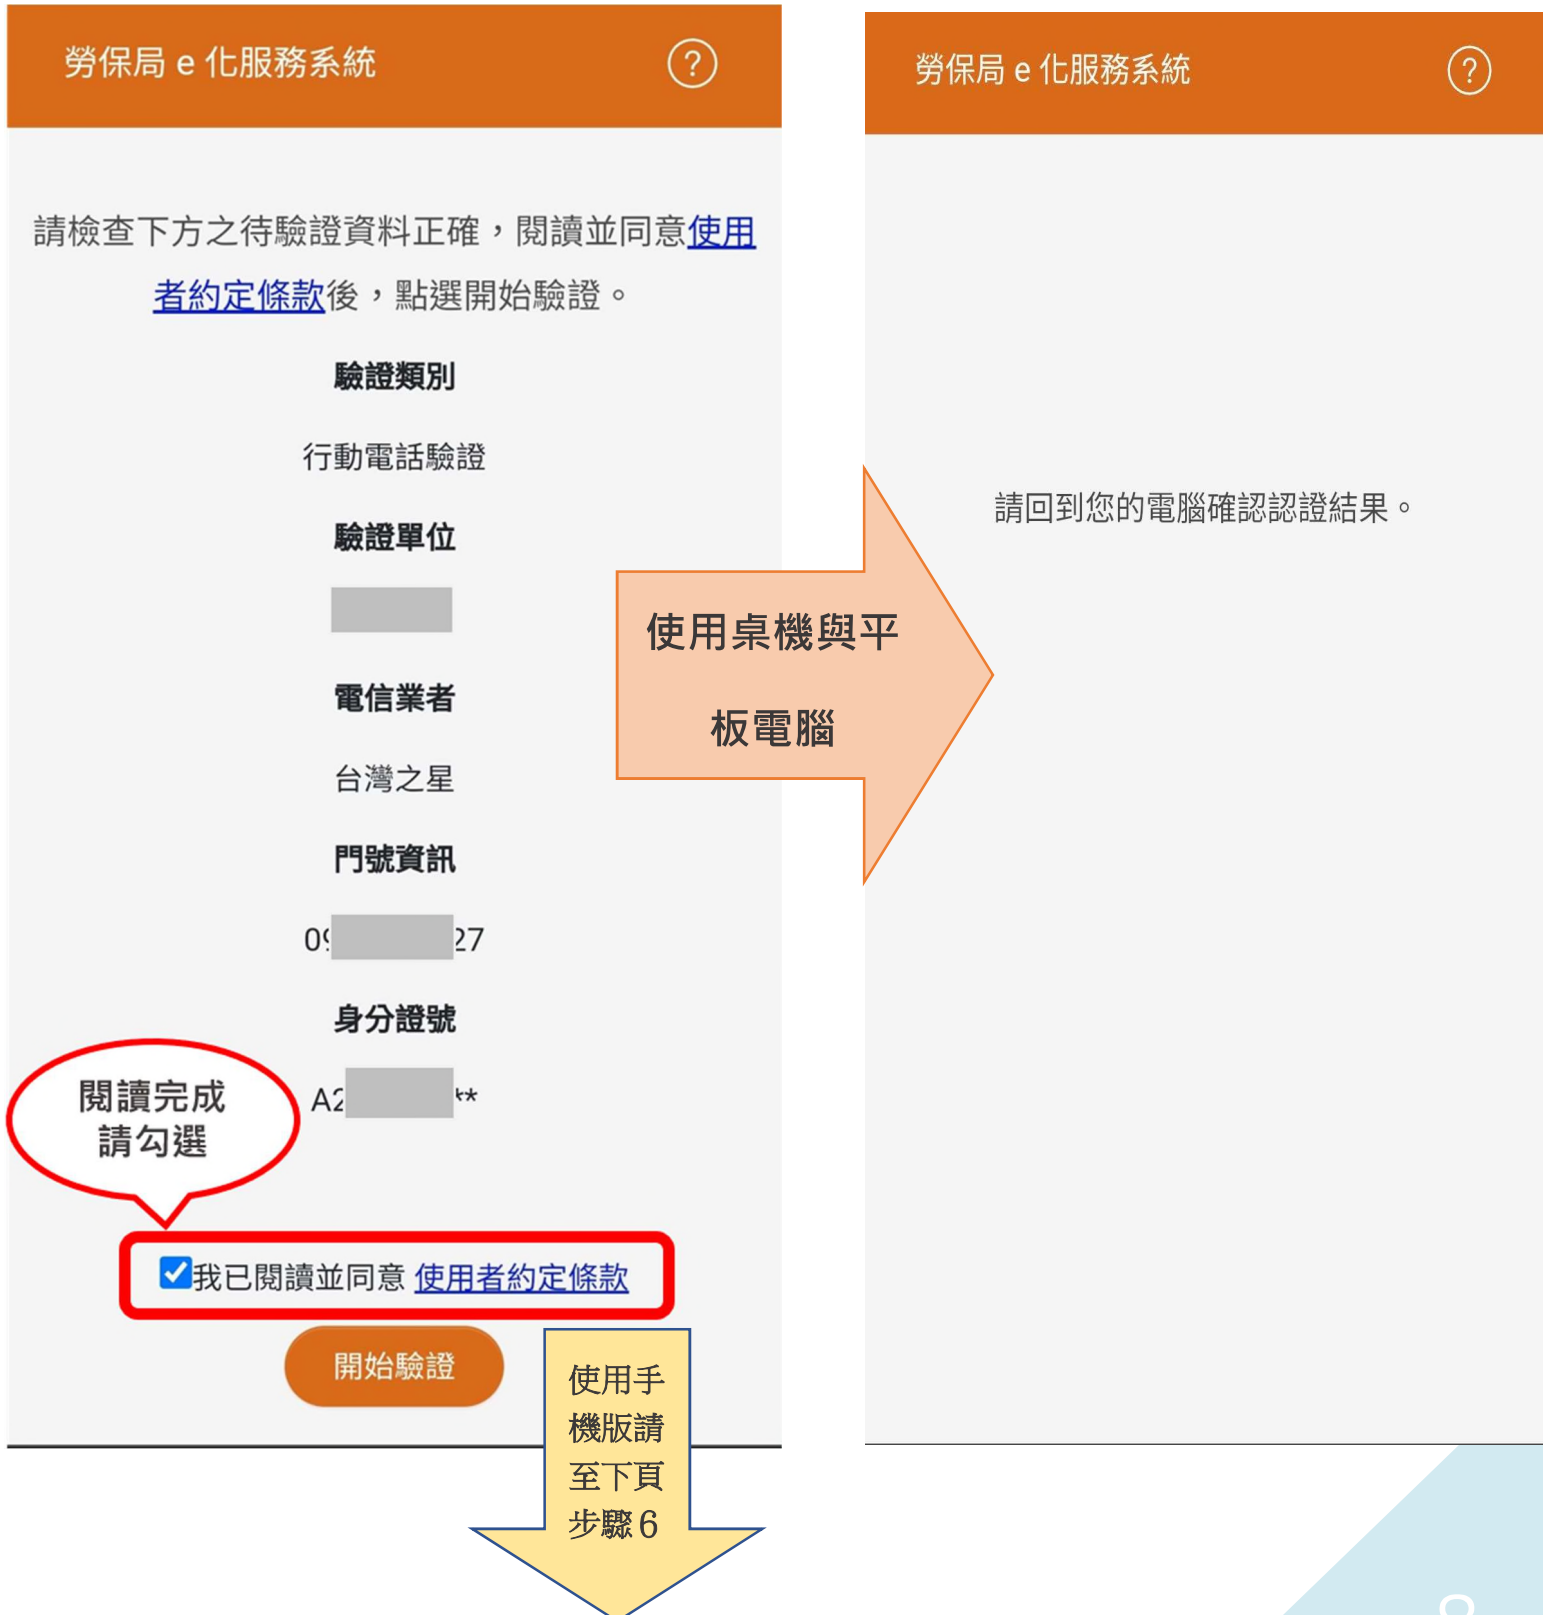 勞保局 e 化服務系統
請檢查下方之待驗證資料正確，閱讀並同意使用
者約定條款後，點選開始驗證。
驗證類別
行動電話驗證
驗證單位
電信業者
台灣之星
門號資訊
09 27
身分證號
A2 **
閱讀完成
請勾選
我已閱讀並同意 使用者約定條款
開始驗證
使用手
機版請
至下頁
步驟6
使用桌機與平
板電腦
勞保局 e 化服務系統
請回到您的電腦確認認證結果。